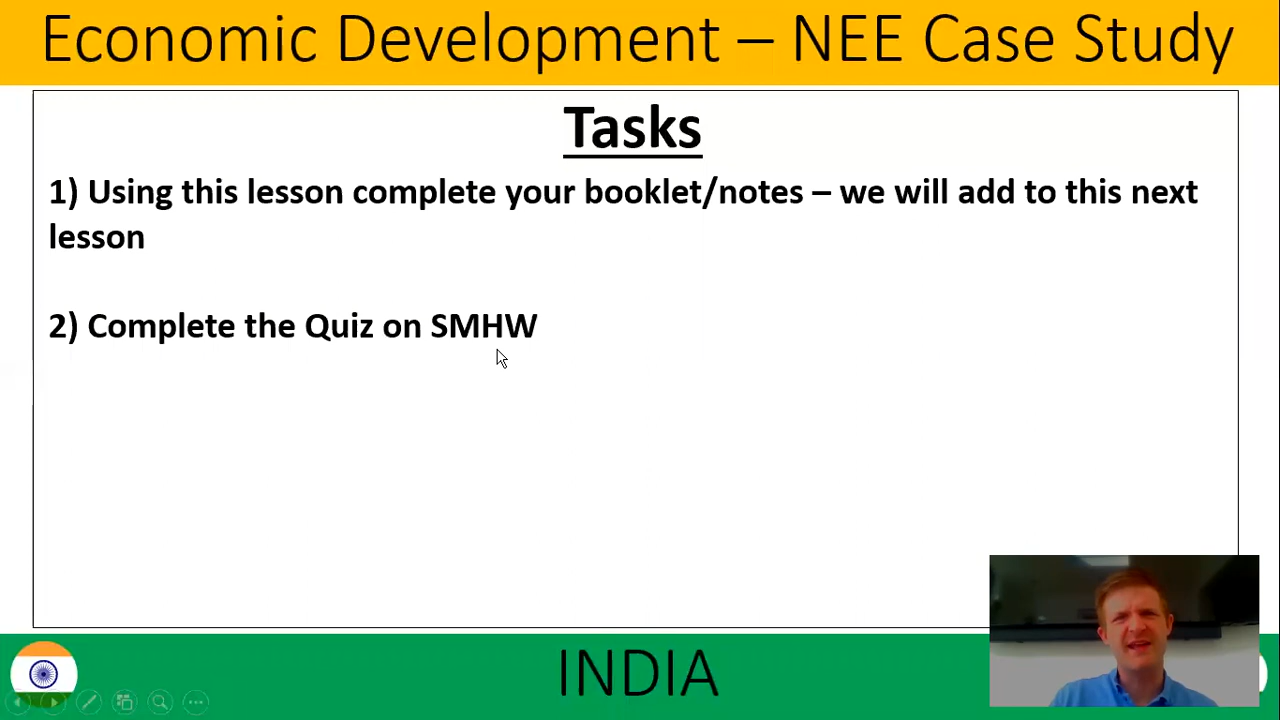 Economic Development – NEE Case Study
Tasks
1) Using this lesson complete your booklet/notes – we will add to this next
lesson
2) Complete the Quiz on SMHW
INDIA